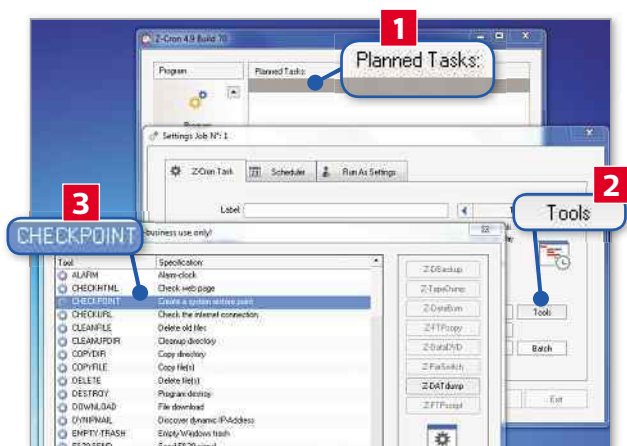 1
Z-Cron 4.9 Build 70
Planned Tasks:
Program
Planned Tasks:
Program
Settings Job N°: 1
Z-Cron Task
Scheduler
Run As Settings
2
Tools
Label:
3
CHECKPOINT
-business use only!
Tool
Specification
ALARM
Alarm-clock
CHECKHTML
Check web page
CHECKPOINT
Create a system restore point
CHECKURL
Check the internet connection
CLEANFILE
Delete old files
CLEANUPDIR
Cleanup directory
COPYDIR
Copy directory
COPYFILE
Copy file(s)
DELETE
Delete file(s)
DESTROY
Program destroy
DOWNLOAD
File download
DYNIPMAIL
Discover dynamic IP-Address
EMPTY-TRASH
Empty Windows trash
Z-DBackup
Z-TapeDump
Z-DataBurn
Z-FTPcopy
Z-DataDVD
Z-ParSwitch
Z-DATdump
Z-FTPscript
Tools
Batch
Exit